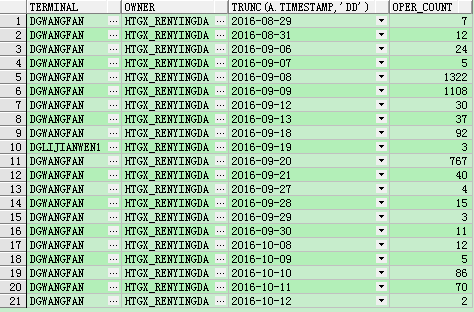 TERMINAL OWNER TRUNC(A.TIMESTAMP,'DD') OPER_COUNT
1 DGWANGFAN ... HTGX_RENYINGDA ... 2016-08-29 7
2 DGWANGFAN ... HTGX_RENYINGDA ... 2016-08-31 12
3 DGWANGFAN ... HTGX_RENYINGDA ... 2016-09-06 24
4 DGWANGFAN ... HTGX_RENYINGDA ... 2016-09-07 5
5 DGWANGFAN ... HTGX_RENYINGDA ... 2016-09-08 1322
6 DGWANGFAN ... HTGX_RENYINGDA ... 2016-09-09 1108
7 DGWANGFAN ... HTGX_RENYINGDA ... 2016-09-12 30
8 DGWANGFAN ... HTGX_RENYINGDA ... 2016-09-13 37
9 DGWANGFAN ... HTGX_RENYINGDA ... 2016-09-18 92
10 DGLIJIANWEN1 ... HTGX_RENYINGDA ... 2016-09-19 3
11 DGWANGFAN ... HTGX_RENYINGDA ... 2016-09-20 767
12 DGWANGFAN ... HTGX_RENYINGDA ... 2016-09-21 40
13 DGWANGFAN ... HTGX_RENYINGDA ... 2016-09-27 4
14 DGWANGFAN ... HTGX_RENYINGDA ... 2016-09-28 15
15 DGWANGFAN ... HTGX_RENYINGDA ... 2016-09-29 3
16 DGWANGFAN ... HTGX_RENYINGDA ... 2016-09-30 11
17 DGWANGFAN ... HTGX_RENYINGDA ... 2016-10-08 12
18 DGWANGFAN ... HTGX_RENYINGDA ... 2016-10-09 5
19 DGWANGFAN ... HTGX_RENYINGDA ... 2016-10-10 86
20 DGWANGFAN ... HTGX_RENYINGDA ... 2016-10-11 70
21 DGWANGFAN ... HTGX_RENYINGDA ... 2016-10-12 2